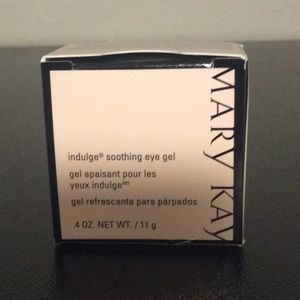 indulge® soothing eye gel
gel apaisant pour les
yeux indulgeᴹᴰ
gel refrescante para párpados
.4 OZ. NET WT. / 11 g
MARY KAY